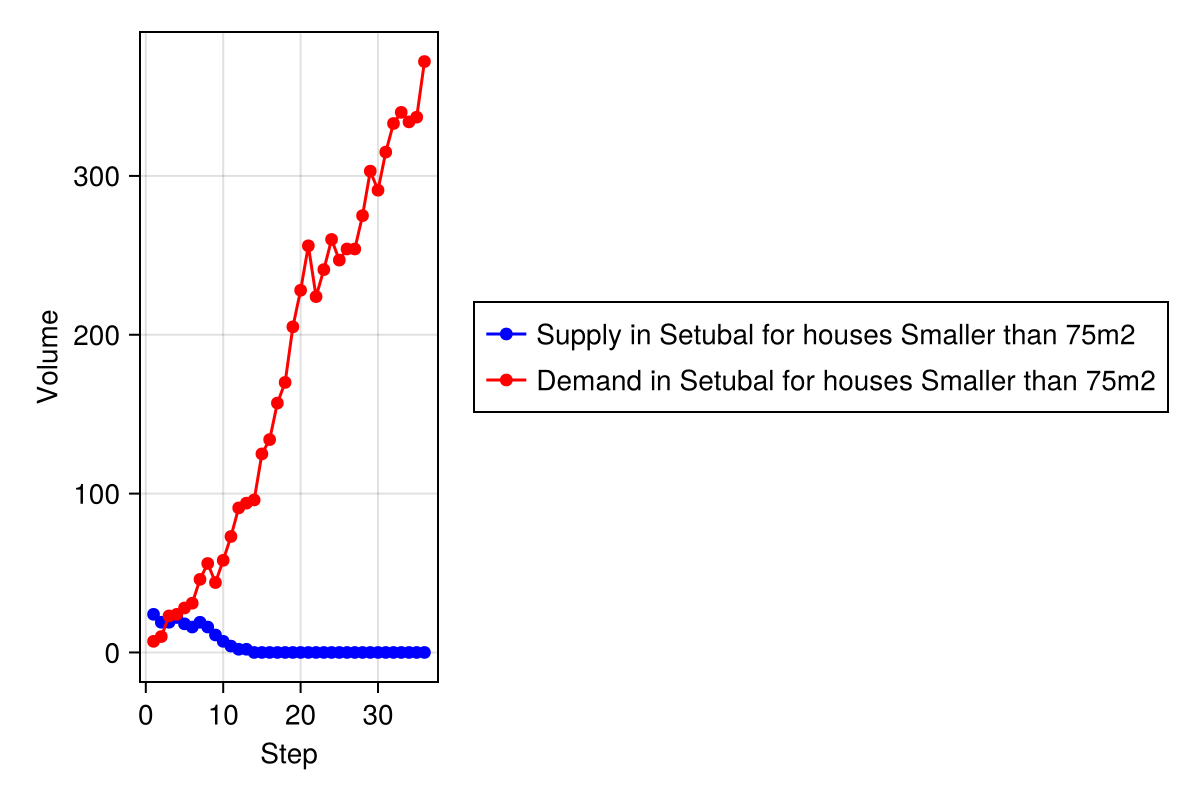 300
200
100
0
Volume
0 10 20 30
Step
Supply in Setubal for houses Smaller than 75m2
Demand in Setubal for houses Smaller than 75m2